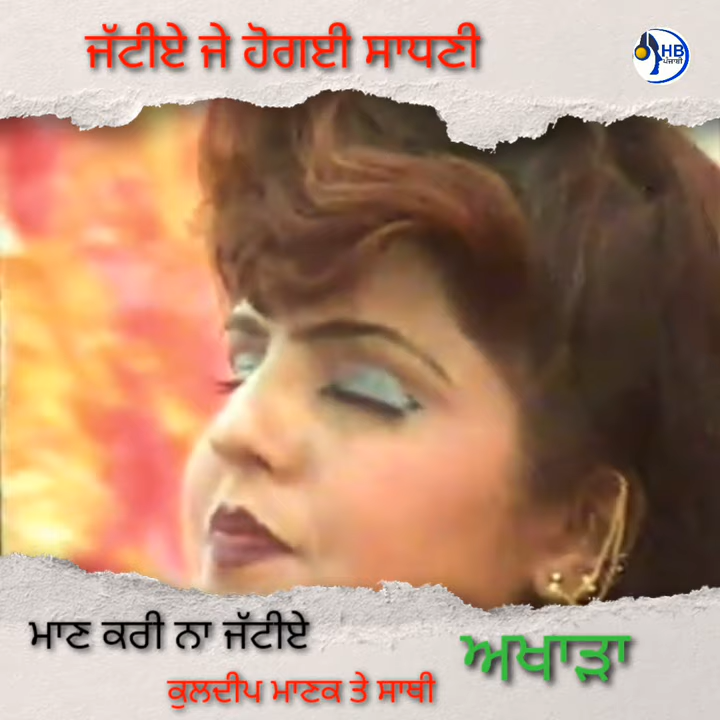 ਜੱਟੀਏ ਜੇ ਹੋਗਈ ਸਾਧਣੀ
HB
ਪੰਜਾਬੀ
ਮਾਣ ਕਰੀ ਨਾ ਜੱਟੀਏ
ਅਖਾੜਾ
ਕੁਲਦੀਪ ਮਾਣਕ ਤੇ ਸਾਥੀ